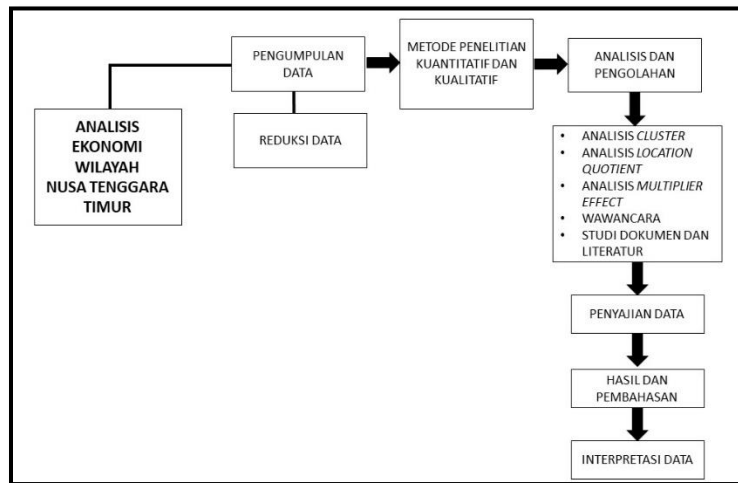 ANALISIS
EKONOMI
WILAYAH
NUSA TENGGARA
TIMUR
PENGUMPULAN
DATA
REDUKSI DATA
METODE PENELITIAN
KUANTITATIF DAN
KUALITATIF
ANALISIS DAN
PENGOLAHAN
• ANALISIS CLUSTER
• ANALISIS LOCATION
QUOTIENT
• ANALISIS MULTIPLIER
EFFECT
• WAWANCARA
• STUDI DOKUMEN DAN
LITERATUR
PENYAJIAN DATA
HASIL DAN
PEMBAHASAN
INTERPRETASI DATA